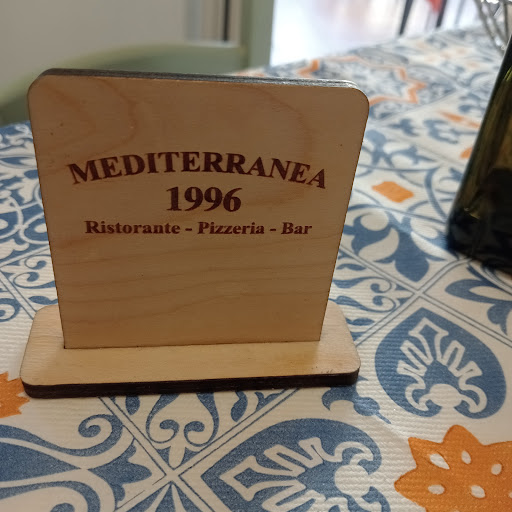 MEDITERRANEA
1996
Ristorante - Pizzeria - Bar